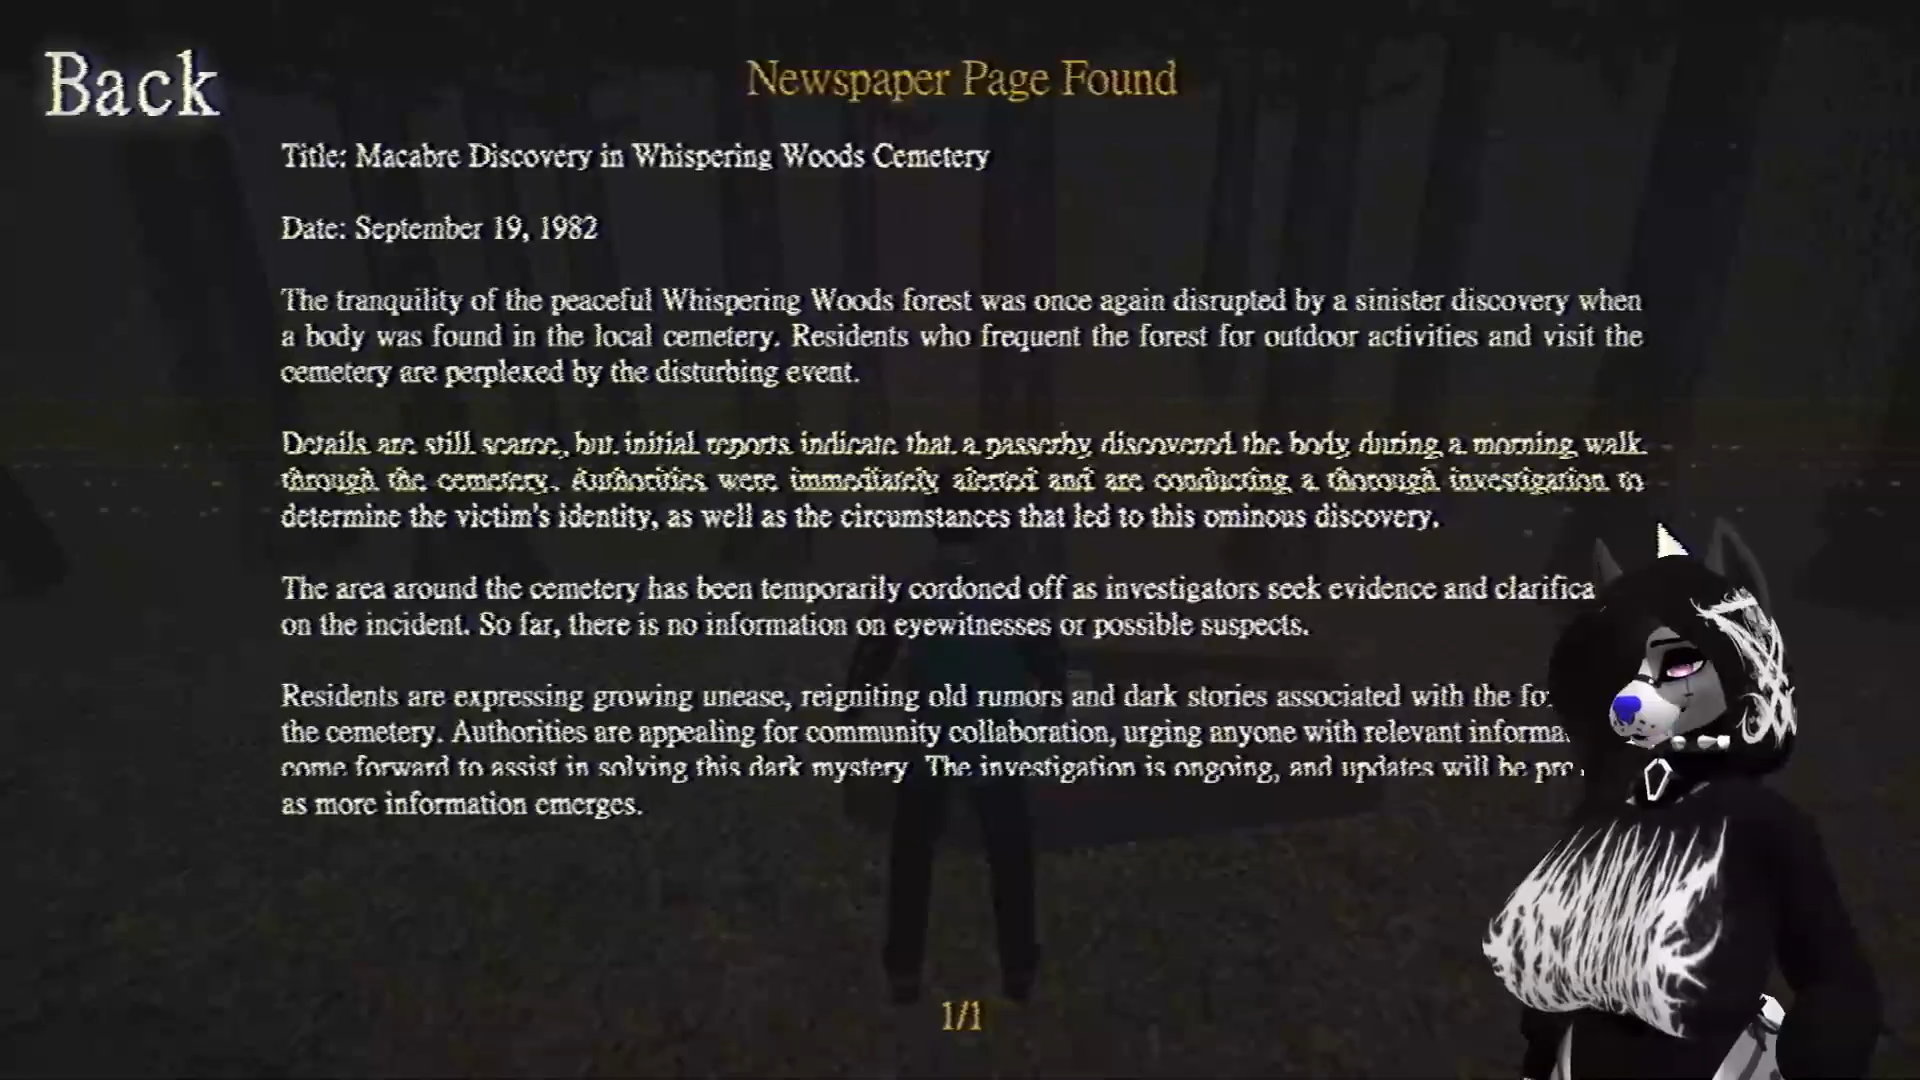 Back
Newspaper Page Found
Title: Macabre Discovery in Whispering Woods Cemetery
Date: September 19, 1982
The tranquility of the peaceful Whispering Woods forest was once again disrupted by a sinister discovery when
a body was found in the local cemetery. Residents who frequent the forest for outdoor activities and visit the
cemetery are perplexed by the disturbing event.
Details are still scarce, but initial reports indicate that a passerby discovered the body during a morning walk
through the cemetery. Authorities were immediately alerted and are conducting a thorough investigation to
determine the victim's identity, as well as the circumstances that led to this ominous discovery.
The area around the cemetery has been temporarily cordoned off as investigators seek evidence and clarifica
on the incident. So far, there is no information on eyewitnesses or possible suspects.
Residents are expressing growing unease, reigniting old rumors and dark stories associated with the
the cemetery. Authorities are appealing for community collaboration, urging anyone with relevant informa
come forward to assist in solving this dark mystery. The investigation is ongoing, and updates will be
as more information emerges.
1/1